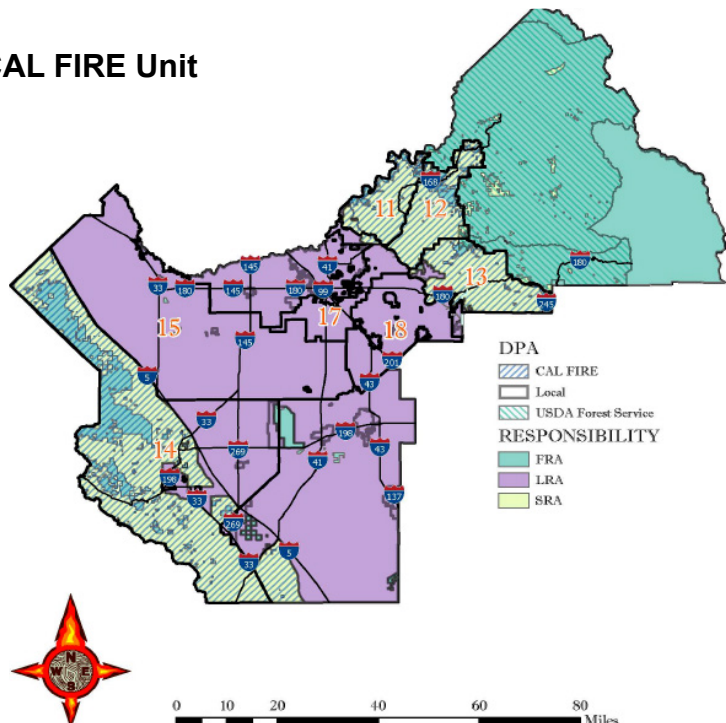 CAL FIRE Unit
168
11
12
13
180
41
145
33
180
145
180
99
180
245
17
18
15
145
201
5
43
33
14
198
269
198
41
43
198
33
137
269
5
33
DPA
CAL FIRE
Local
USDA Forest Service
RESPONSIBILITY
FRA
LRA
SRA
N
W
E
S
0 10 20 40 60 80
Miles